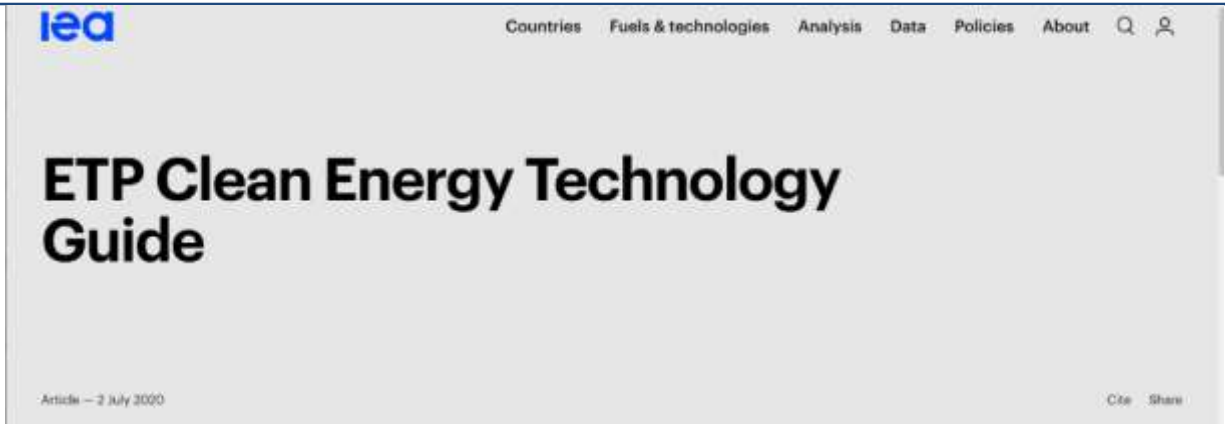 iea
Countries Fuels & technologies Analysis Data Policies About
ETP Clean Energy Technology
Guide
Article — 2 July 2020
Cite Share